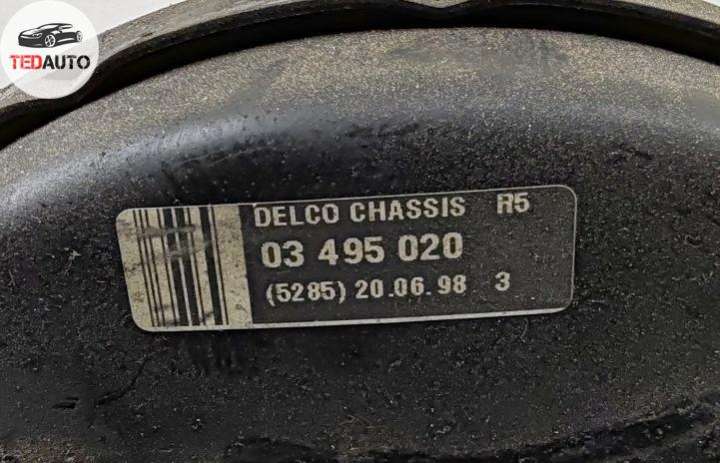 TEDAUTO
DELCO CHASSIS R5
03 495 020
(5285) 20.06.98 3